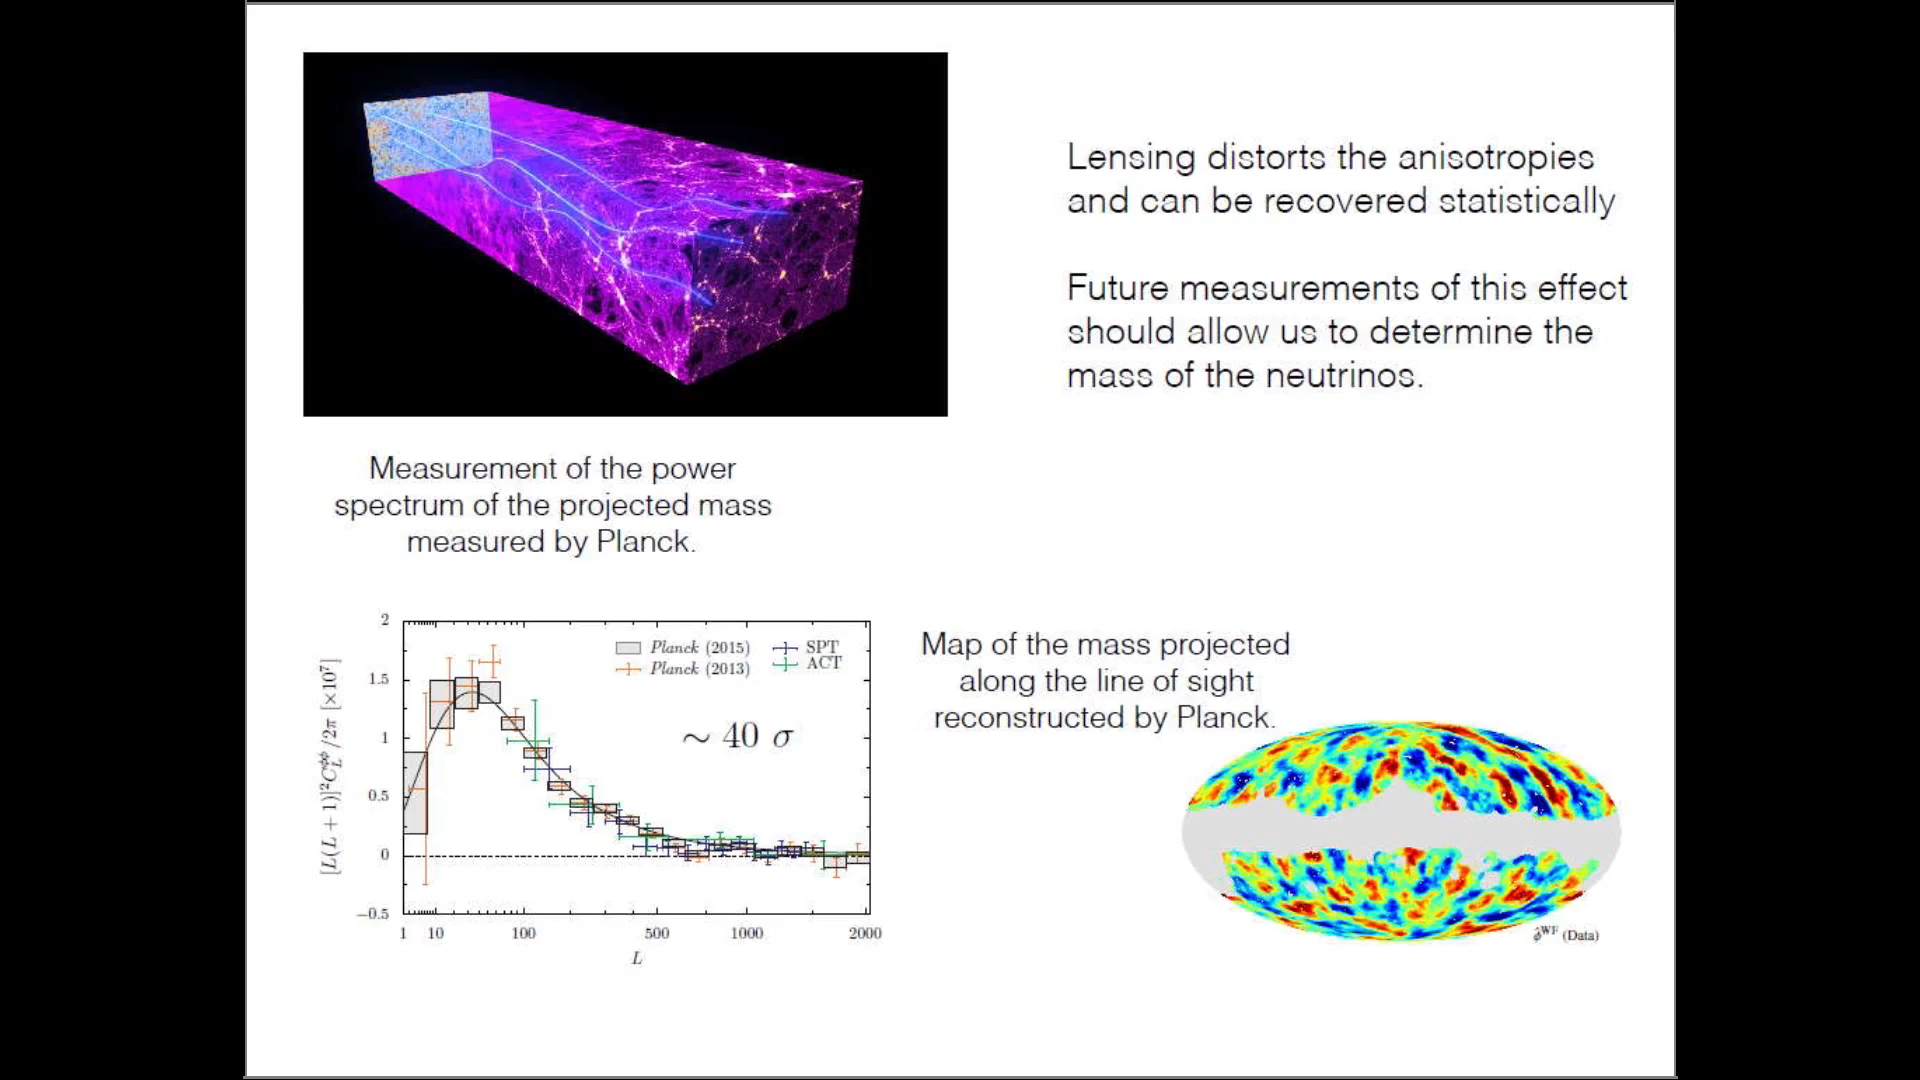 Lensing distorts the anisotropies
and can be recovered statistically
Future measurements of this effect
should allow us to determine the
mass of the neutrinos.
Measurement of the power
spectrum of the projected mass
measured by Planck.
2
1.5
1
0.5
0
−0.5
[L(L + 1)]²C_L^ϕϕ/2π [×10⁷]
Planck (2015)
Planck (2013)
SPT
ACT
∼ 40 σ
1 10 100 500 1000 2000
L
Map of the mass projected
along the line of sight
reconstructed by Planck.
ϕ̂^WF (Data)